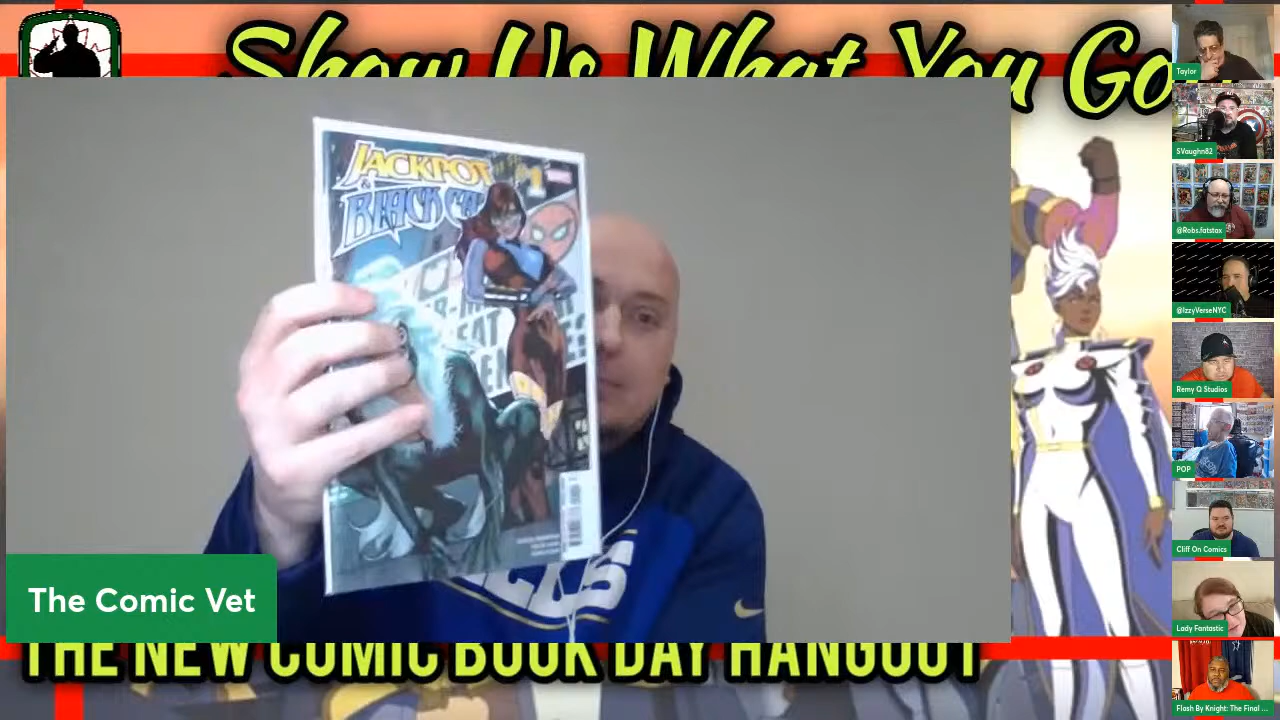 Show Us What You Go
JACKPOT
#1
BLACK CA
The Comic Vet
THE NEW COMIC BOOK DAY HANGOUT
Taylor
SVaughn82
@Robs.fatstax
@IzzyVerseNYC
Remy Q Studios
POP
Cliff On Comics
Lady Fantastic
Flash By Knight: The Final ...